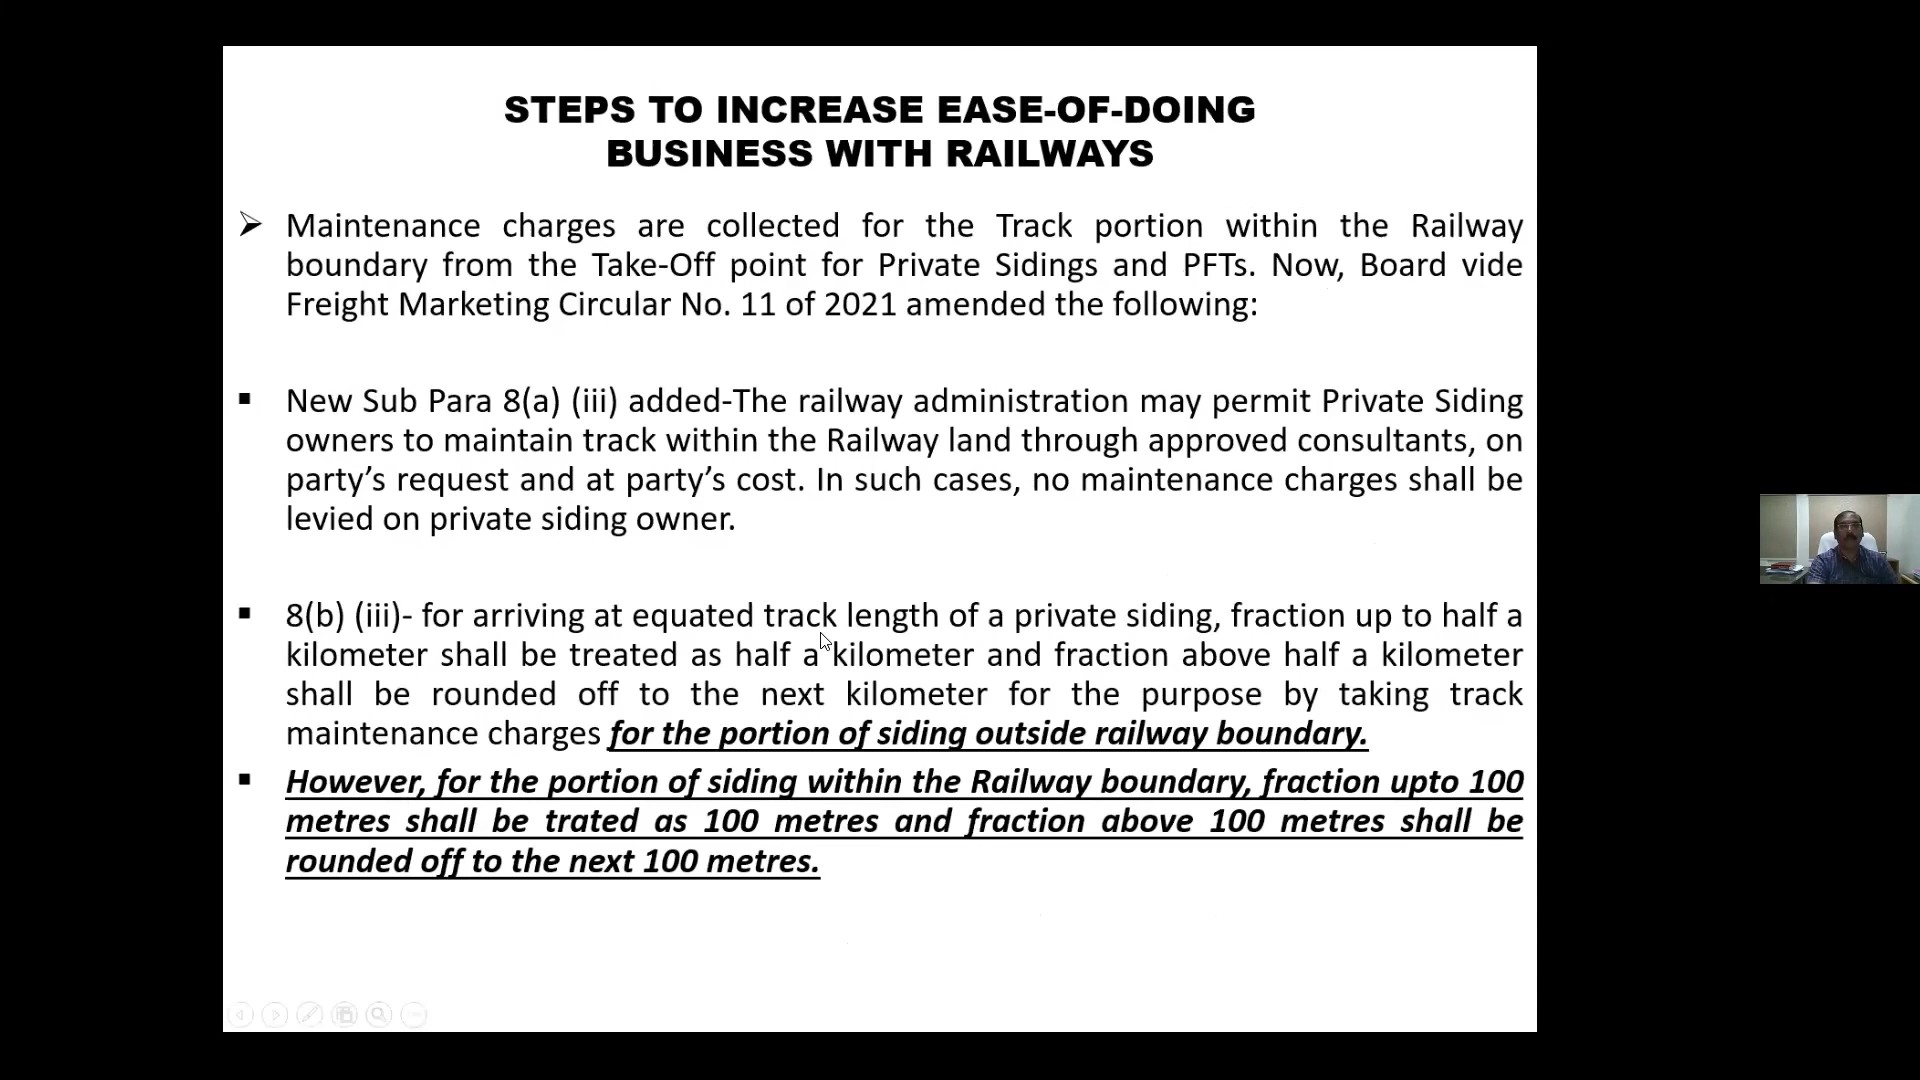 STEPS TO INCREASE EASE-OF-DOING
BUSINESS WITH RAILWAYS
➢ Maintenance charges are collected for the Track portion within the Railway
boundary from the Take-Off point for Private Sidings and PFTs. Now, Board vide
Freight Marketing Circular No. 11 of 2021 amended the following:
▪ New Sub Para 8(a) (iii) added-The railway administration may permit Private Siding
owners to maintain track within the Railway land through approved consultants, on
party’s request and at party’s cost. In such cases, no maintenance charges shall be
levied on private siding owner.
▪ 8(b) (iii)- for arriving at equated track length of a private siding, fraction up to half a
kilometer shall be treated as half a kilometer and fraction above half a kilometer
shall be rounded off to the next kilometer for the purpose by taking track
maintenance charges for the portion of siding outside railway boundary.
▪ However, for the portion of siding within the Railway boundary, fraction upto 100
metres shall be trated as 100 metres and fraction above 100 metres shall be
rounded off to the next 100 metres.